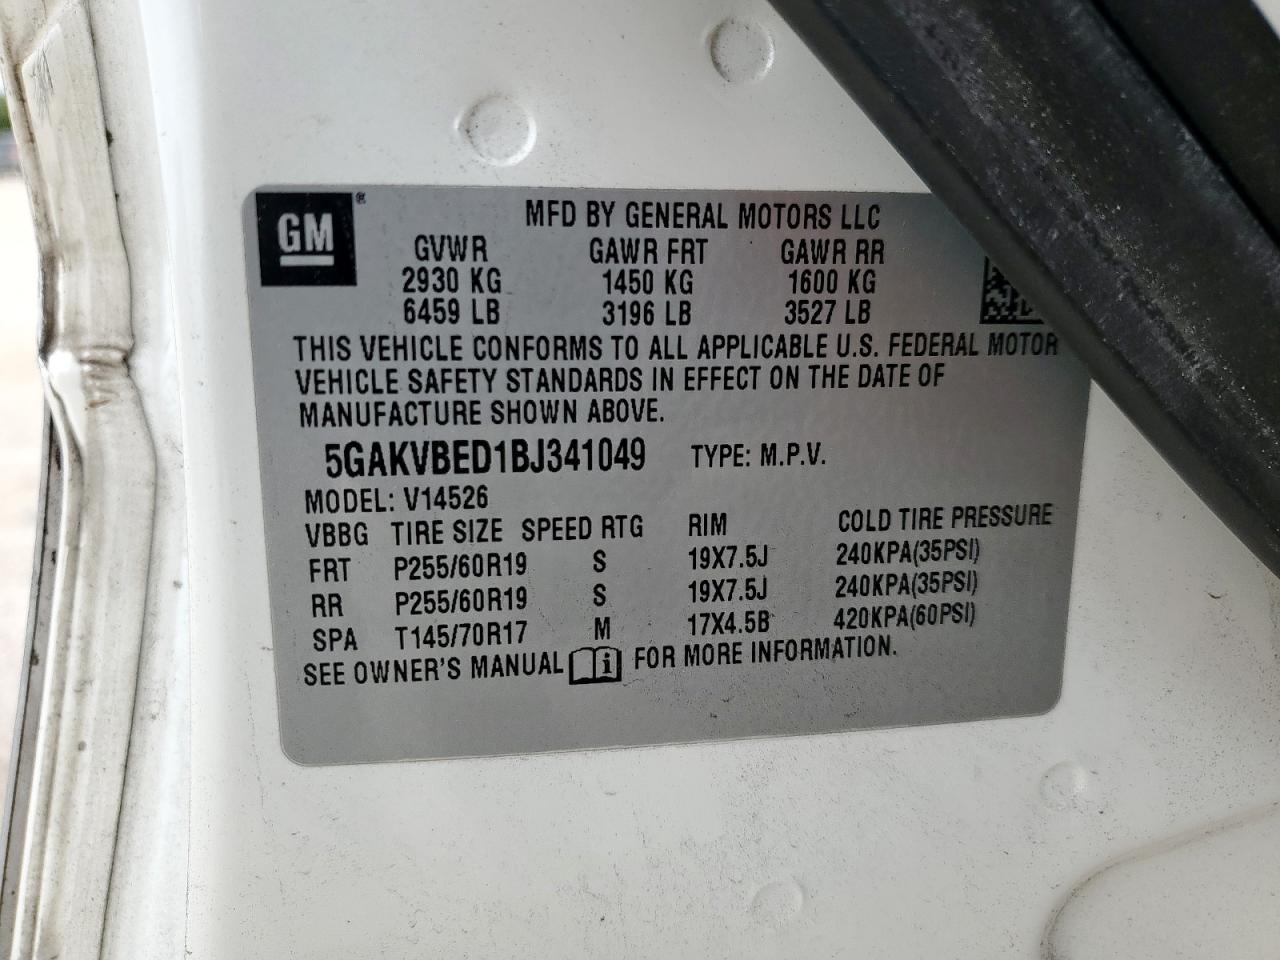 GM®
MFD BY GENERAL MOTORS LLC
GVWR GAWR FRT GAWR RR
2930 KG 1450 KG 1600 KG
6459 LB 3196 LB 3527 LB
THIS VEHICLE CONFORMS TO ALL APPLICABLE U.S. FEDERAL MOTOR
VEHICLE SAFETY STANDARDS IN EFFECT ON THE DATE OF
MANUFACTURE SHOWN ABOVE.
5GAKVBED1BJ341049 TYPE: M.P.V.
MODEL: V14526
VBBG TIRE SIZE SPEED RTG RIM COLD TIRE PRESSURE
FRT P255/60R19 S 19X7.5J 240KPA(35PSI)
RR P255/60R19 S 19X7.5J 240KPA(35PSI)
SPA T145/70R17 M 17X4.5B 420KPA(60PSI)
SEE OWNER'S MANUAL i FOR MORE INFORMATION.